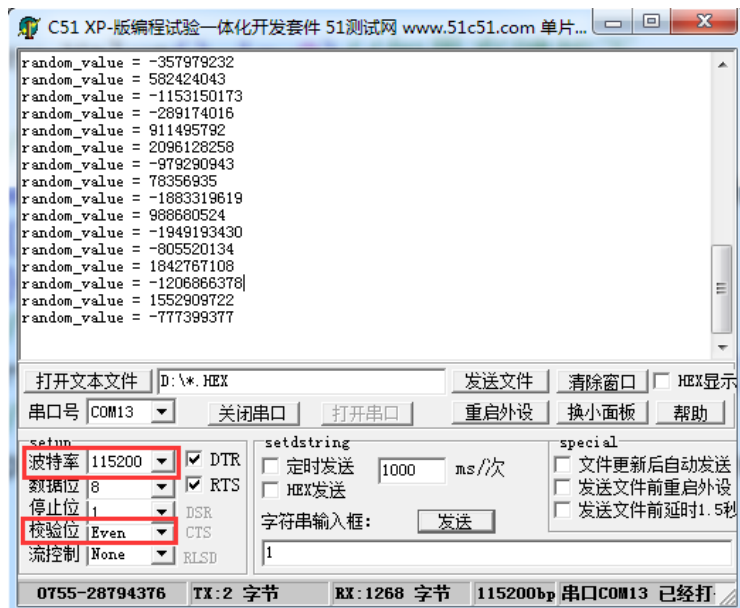 C51 XP-版编程试验一体化开发套件 51测试网 www.51c51.com 单片...
random_value = -357979232
random_value = 582424043
random_value = -1153150173
random_value = -289174016
random_value = 911495792
random_value = 2096128258
random_value = -979290943
random_value = 78356935
random_value = -1883319619
random_value = 988680524
random_value = -1949193430
random_value = -805520134
random_value = 1842767108
random_value = -1206866378
random_value = 1552909722
random_value = -777399377
打开文本文件 D:\*.HEX 发送文件 清除窗口 HEX显示
串口号 COM13 关闭串口 打开串口 重启外设 换小面板 帮助
setup setdstring special
波特率 115200 DTR 定时发送 1000 ms/次 文件更新后自动发送
数据位 8 RTS HEX发送 发送文件前重启外设
停止位 1 DSR 发送文件前延时1.5秒
校验位 Even CTS 字符串输入框: 发送
流控制 None RLSD 1
0755-28794376 TX:2 字节 RX:1268 字节 115200bp 串口COM13 已经打